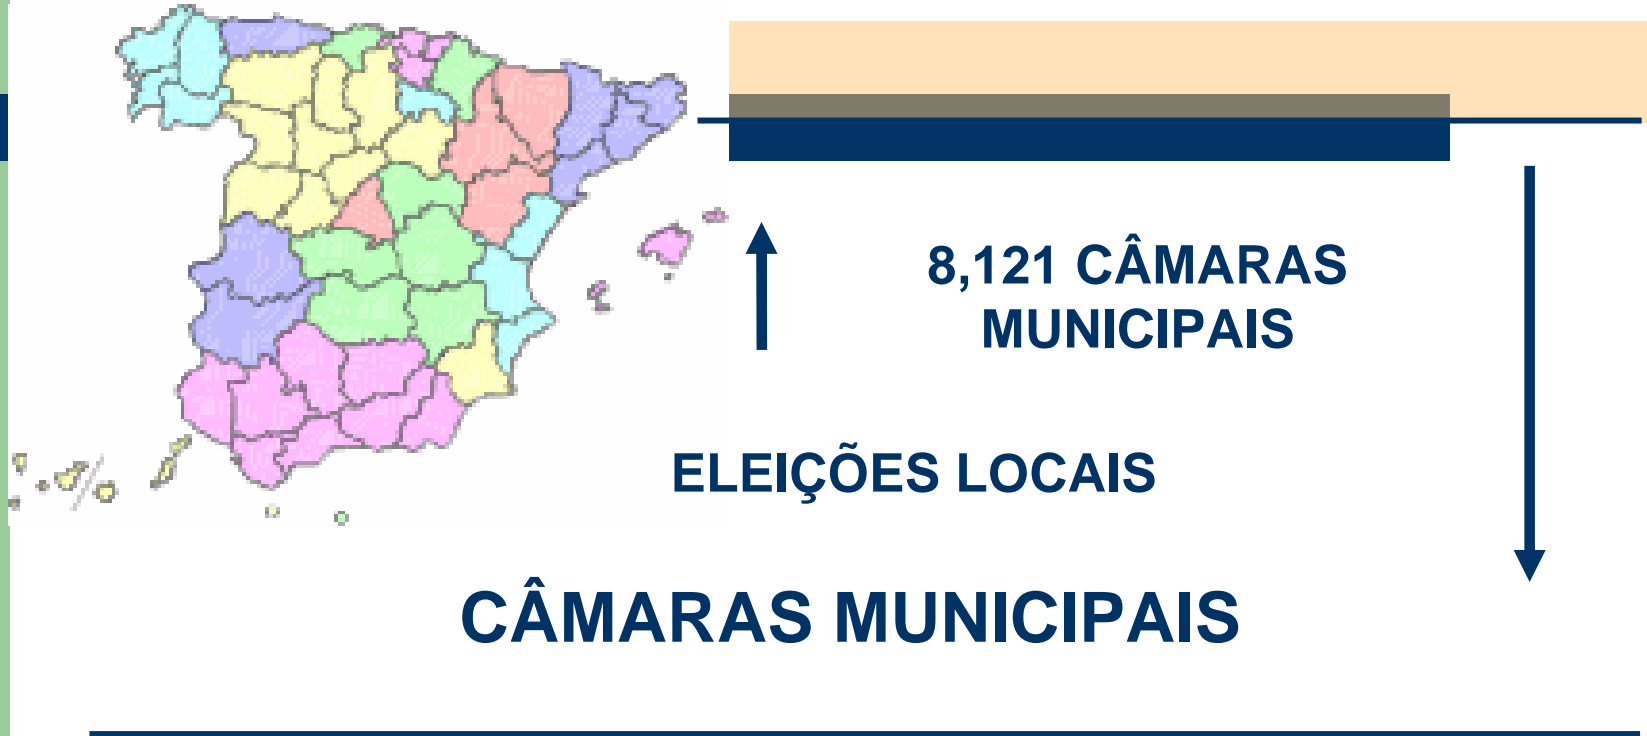 8,121 CÂMARAS
MUNICIPAIS
ELEIÇÕES LOCAIS
CÂMARAS MUNICIPAIS